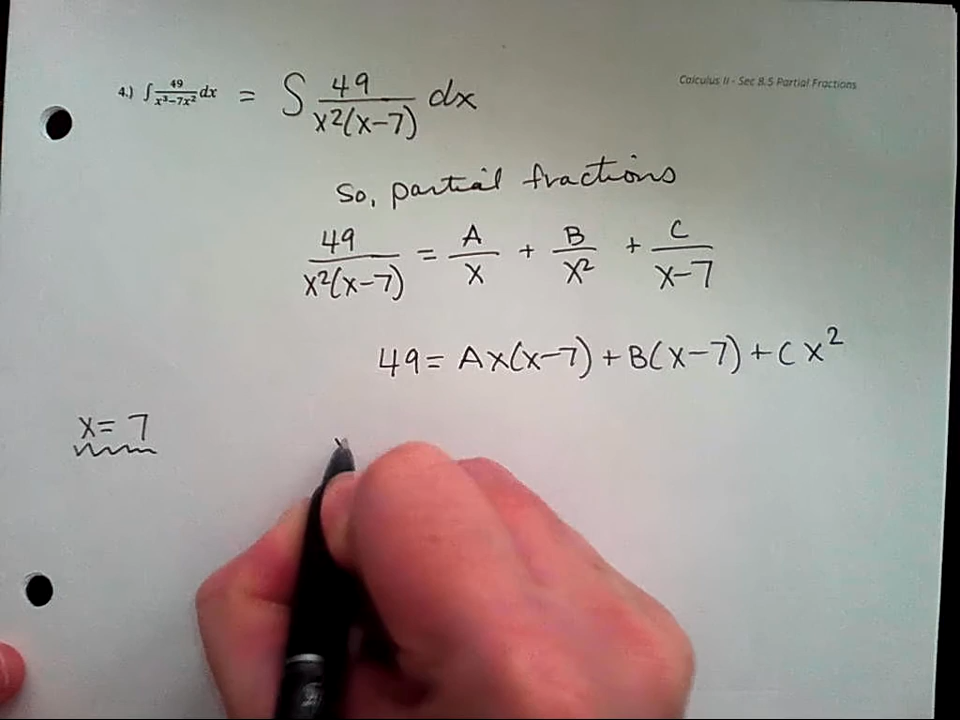 4.) ∫ 49/(x³−7x²) dx = ∫ 49/(x²(x−7)) dx
Calculus II - Sec 8.5 Partial Fractions
So, partial fractions
49/(x²(x−7)) = A/x + B/x² + C/(x−7)
49 = Ax(x−7) + B(x−7) + Cx²
x = 7